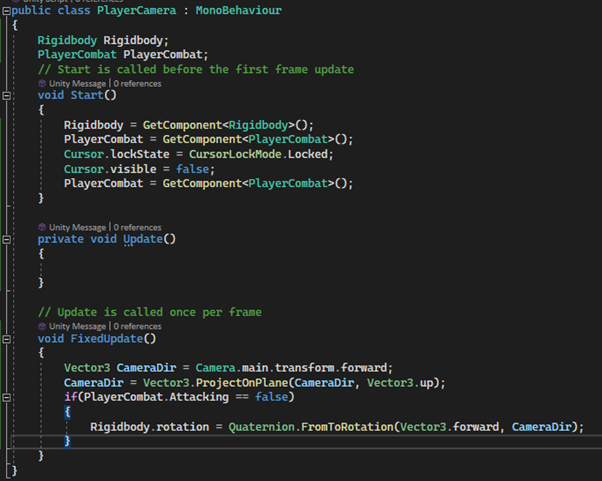 public class PlayerCamera : MonoBehaviour
{
Rigidbody Rigidbody;
PlayerCombat PlayerCombat;
// Start is called before the first frame update
Unity Message | 0 references
void Start()
{
Rigidbody = GetComponent<Rigidbody>();
PlayerCombat = GetComponent<PlayerCombat>();
Cursor.lockState = CursorLockMode.Locked;
Cursor.visible = false;
PlayerCombat = GetComponent<PlayerCombat>();
}
Unity Message | 0 references
private void Update()
{
}
// Update is called once per frame
Unity Message | 0 references
void FixedUpdate()
{
Vector3 CameraDir = Camera.main.transform.forward;
CameraDir = Vector3.ProjectOnPlane(CameraDir, Vector3.up);
if(PlayerCombat.Attacking == false)
{
Rigidbody.rotation = Quaternion.FromToRotation(Vector3.forward, CameraDir);
}
}
}